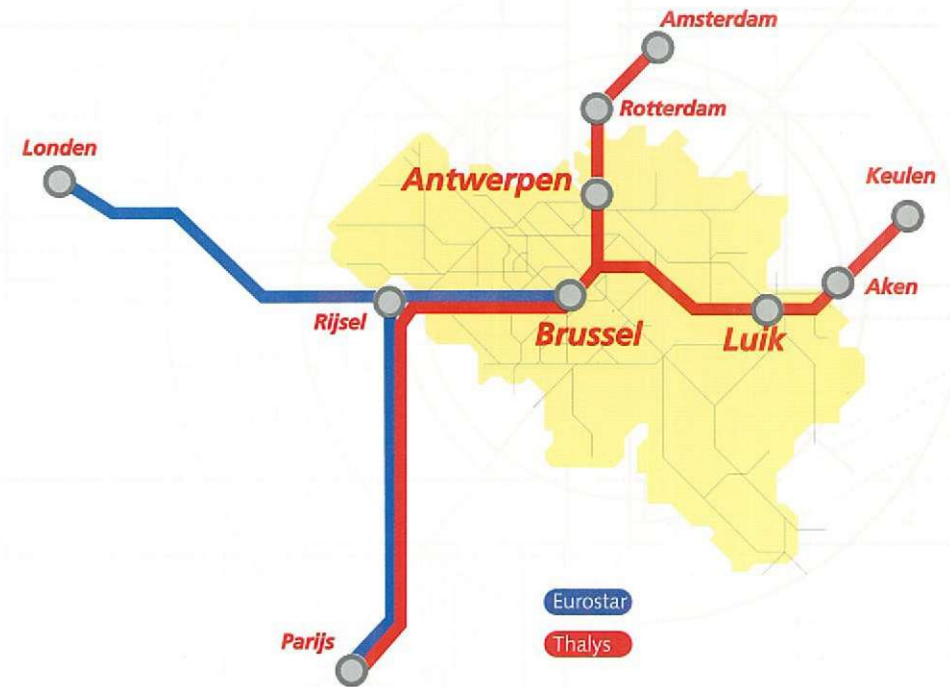 Amsterdam
Rotterdam
Londen
Antwerpen
Keulen
Aken
Rijsel
Brussel
Luik
Eurostar
Parijs
Thalys